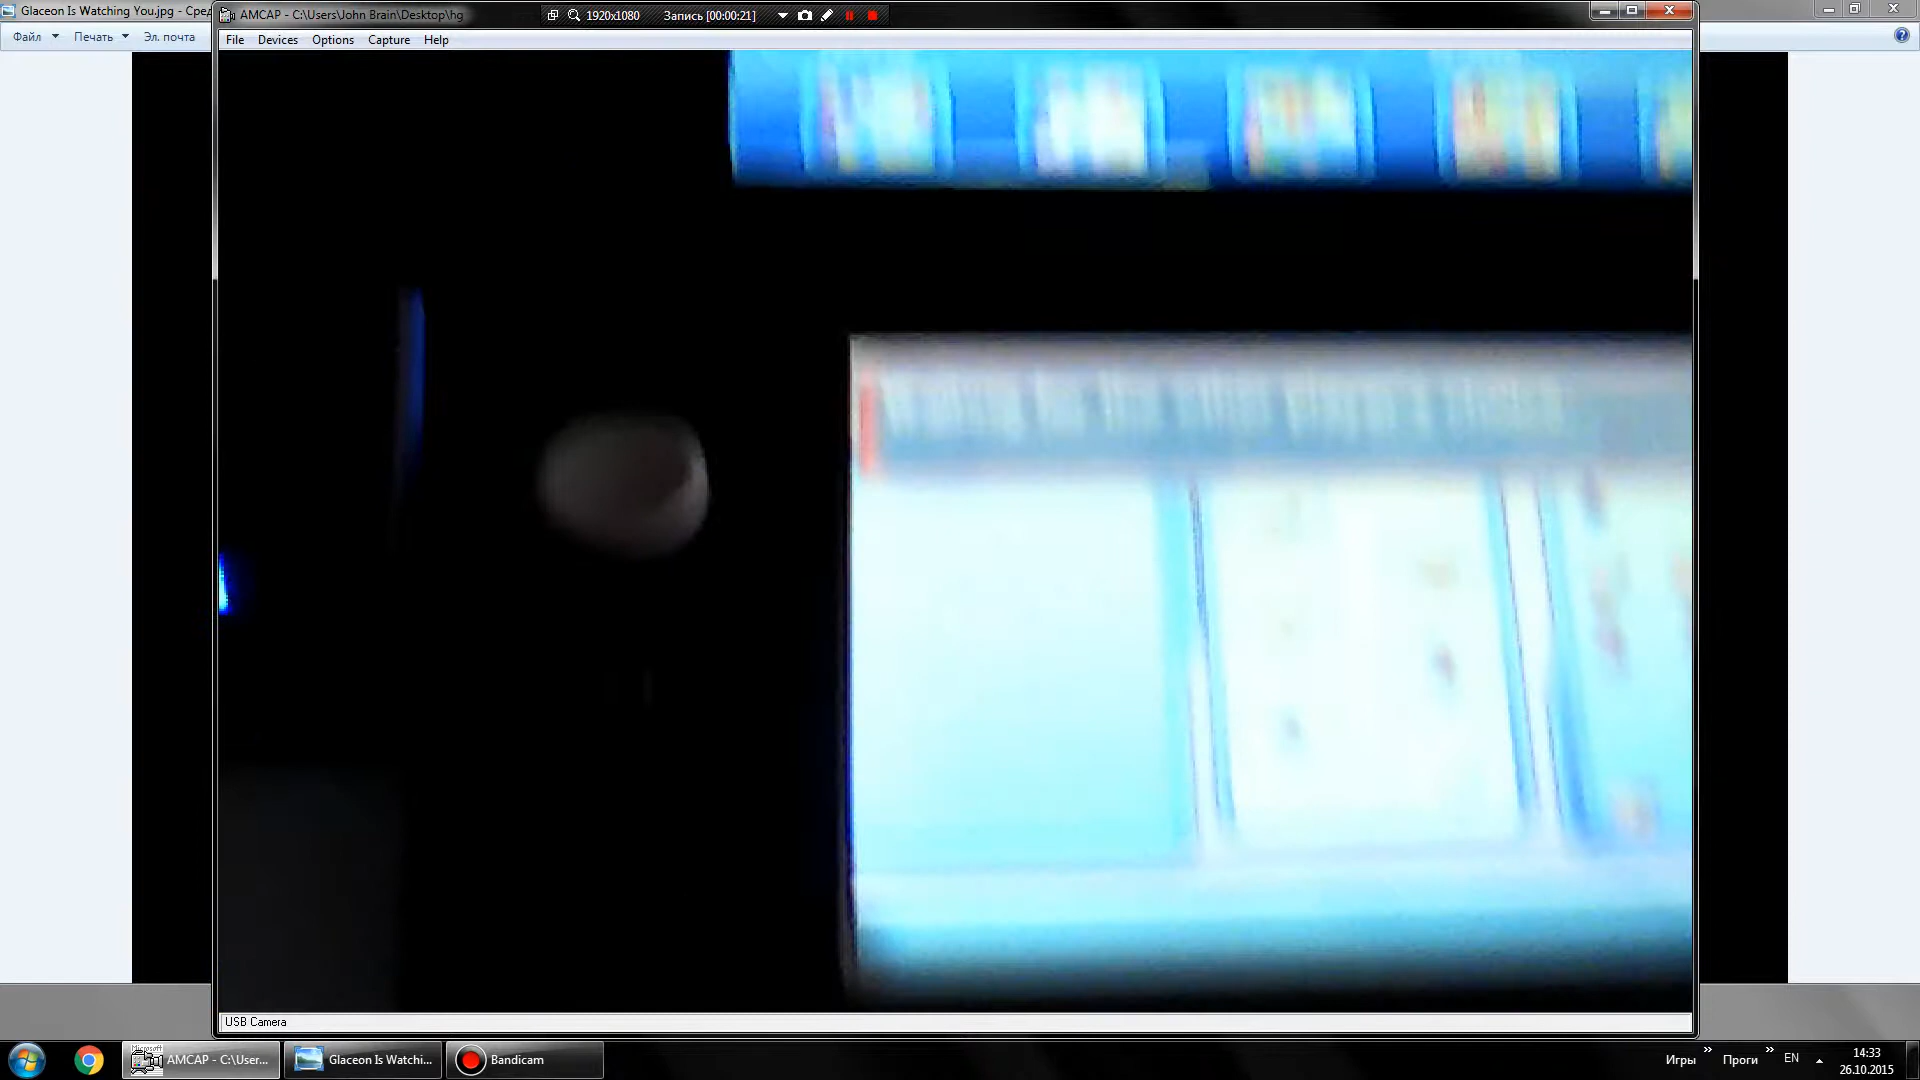 Glaceon Is Watching You.jpg - Сред
AMCAP - C:\Users\John Brain\Desktop\hg
1920x1080
Запись [00:00:21]
Файл
Печать
Эл. почта
File
Devices
Options
Capture
Help
USB Camera
Microsoft
AMCAP - C:\User...
Glaceon Is Watchi...
Bandicam
Игры
Проги
EN
14:33
26.10.2015